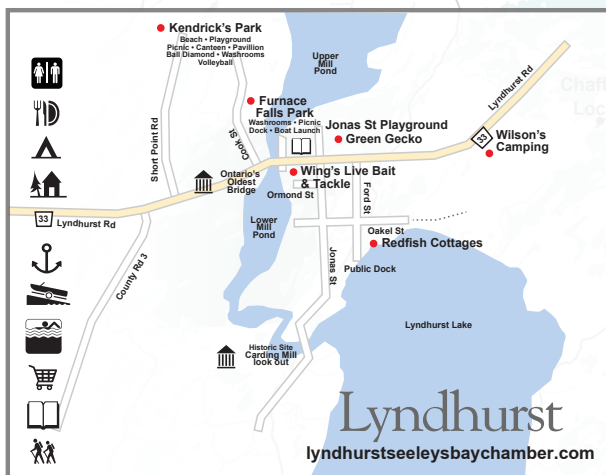 Kendrick's Park
Beach • Playground
Picnic • Canteen • Pavillion
Ball Diamond • Washrooms
Volleyball
Upper
Mill
Pond
Lyndhurst Rd
Furnace
Falls Park
Washrooms • Picnic
Dock • Boat Launch
Jonas St Playground
Green Gecko
33
Wilson's
Camping
Short Point Rd
Cook St
Ontario's
Oldest
Bridge
Wing's Live Bait
& Tackle
Ormond St
Ford St
33
Lyndhurst Rd
Lower
Mill
Pond
Oakel St
Redfish Cottages
Jonas St
Public Dock
County Rd 3
Lyndhurst Lake
Historic Site
Carding Mill
look out
Lyndhurst
lyndhurstseeleysbaychamber.com